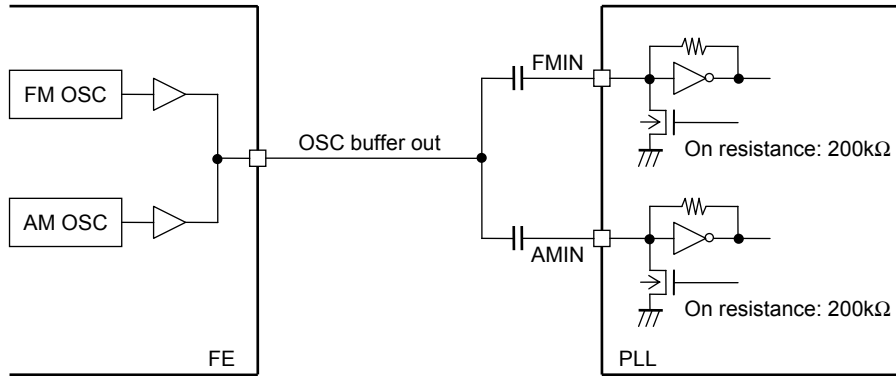 FM OSC
AM OSC
OSC buffer out
FE
FMIN
AMIN
On resistance: 200kΩ
On resistance: 200kΩ
PLL